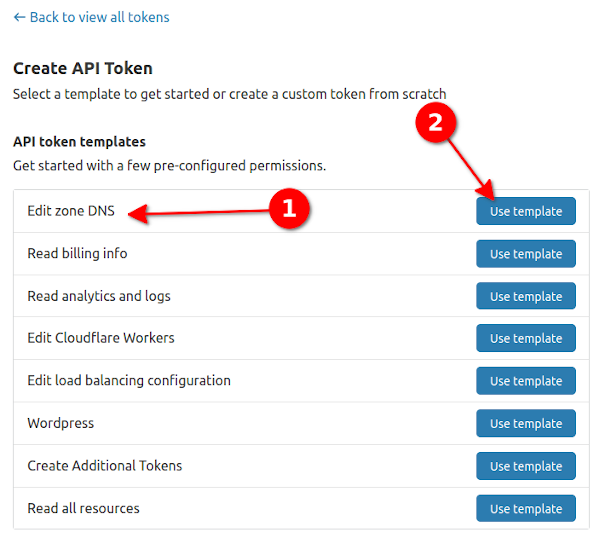 ← Back to view all tokens
Create API Token
Select a template to get started or create a custom token from scratch
2
API token templates
Get started with a few pre-configured permissions.
Edit zone DNS 1 Use template
Read billing info Use template
Read analytics and logs Use template
Edit Cloudflare Workers Use template
Edit load balancing configuration Use template
Wordpress Use template
Create Additional Tokens Use template
Read all resources Use template